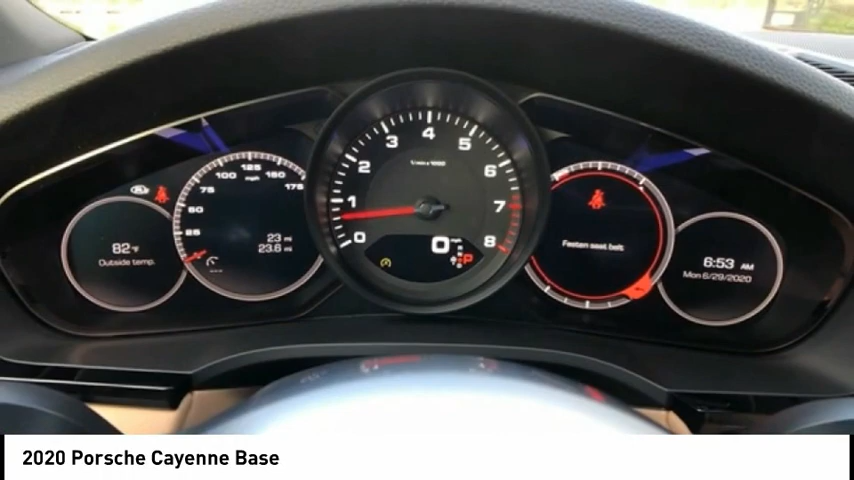 82 °F
Outside temp.
25
50
75
100
125
150
175
mph
23 mi
23.6 mi
0
1
2
3
4
5
6
7
8
0 mph
P
Fasten seat belt
6:53 AM
Mon 6/29/2020
2020 Porsche Cayenne Base